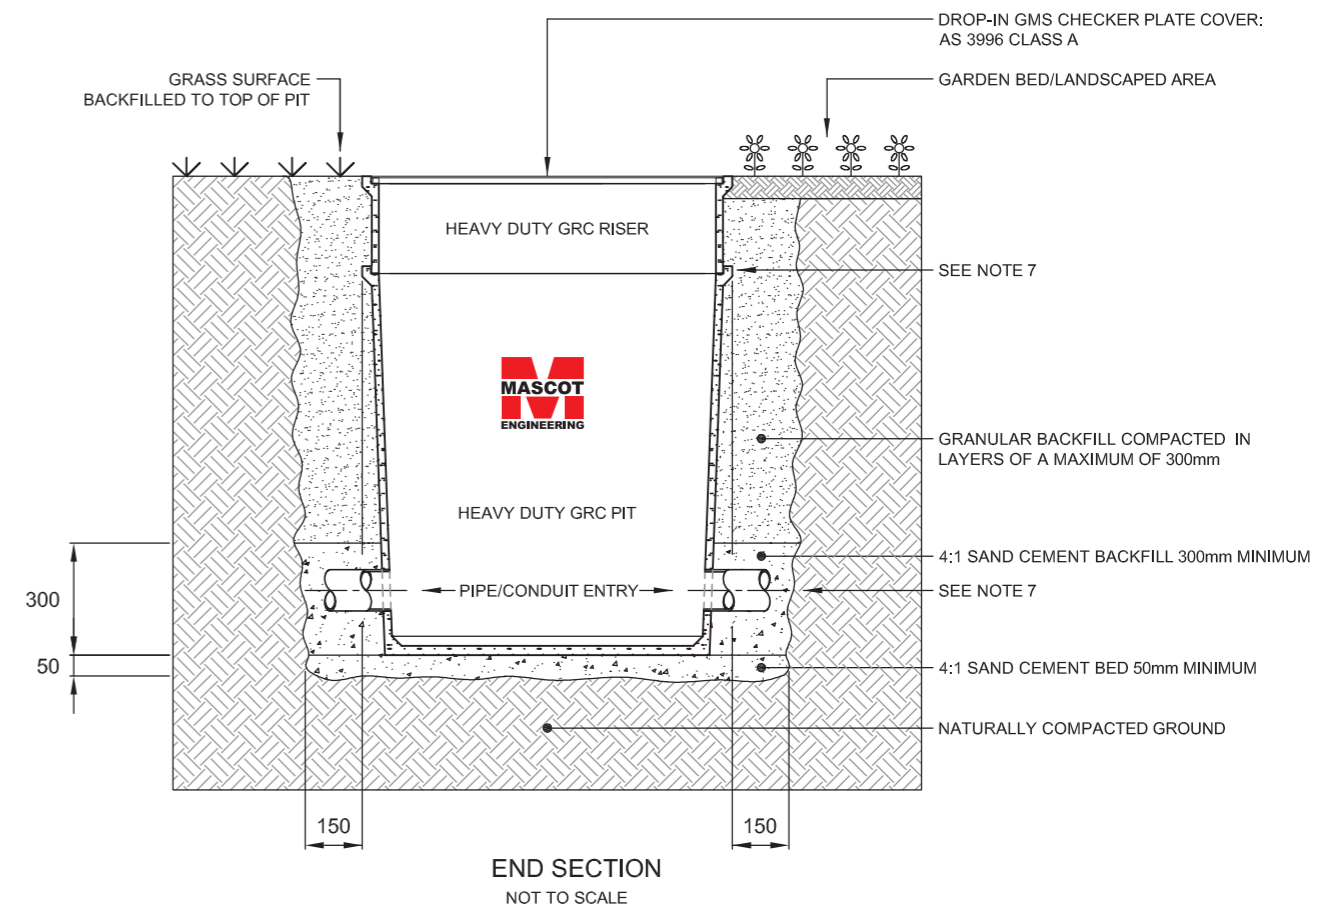 DROP-IN GMS CHECKER PLATE COVER:
AS 3996 CLASS A
GRASS SURFACE
BACKFILLED TO TOP OF PIT
GARDEN BED/LANDSCAPED AREA
HEAVY DUTY GRC RISER
SEE NOTE 7
MASCOT
ENGINEERING
GRANULAR BACKFILL COMPACTED IN
LAYERS OF A MAXIMUM OF 300mm
HEAVY DUTY GRC PIT
4:1 SAND CEMENT BACKFILL 300mm MINIMUM
PIPE/CONDUIT ENTRY
SEE NOTE 7
300
50
4:1 SAND CEMENT BED 50mm MINIMUM
NATURALLY COMPACTED GROUND
150
150
END SECTION
NOT TO SCALE